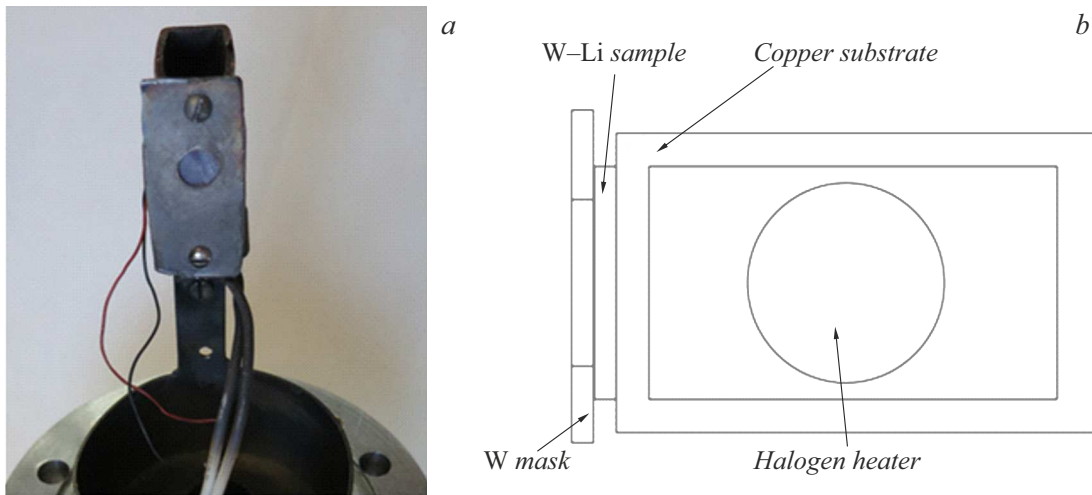 a
b
W–Li sample
Copper substrate
W mask
Halogen heater